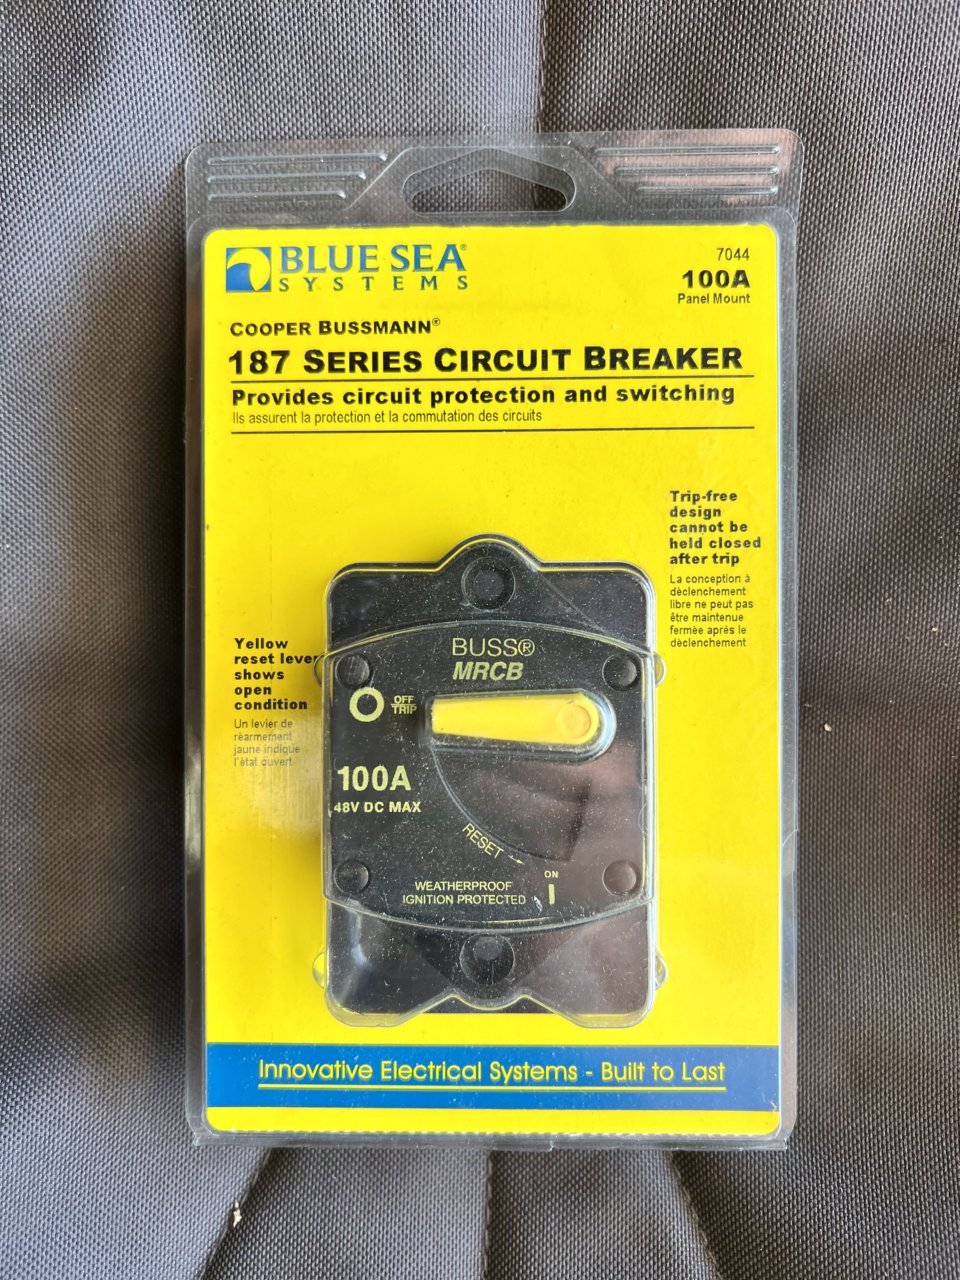 BLUE SEA®
SYSTEMS
7044
100A
Panel Mount
COOPER BUSSMANN®
187 SERIES CIRCUIT BREAKER
Provides circuit protection and switching
Ils assurent la protection et la commutation des circuits
Trip-free
design
cannot be
held closed
after trip
La conception à
déclenchement
libre ne peut pas
être maintenue
fermée après le
déclenchement
Yellow
reset lever
shows
open
condition
Un levier de
réarmement
jaune indique
l'état ouvert
BUSS®
MRCB
OFF
TRIP
100A
48V DC MAX
RESET
ON
WEATHERPROOF
IGNITION PROTECTED
Innovative Electrical Systems - Built to Last